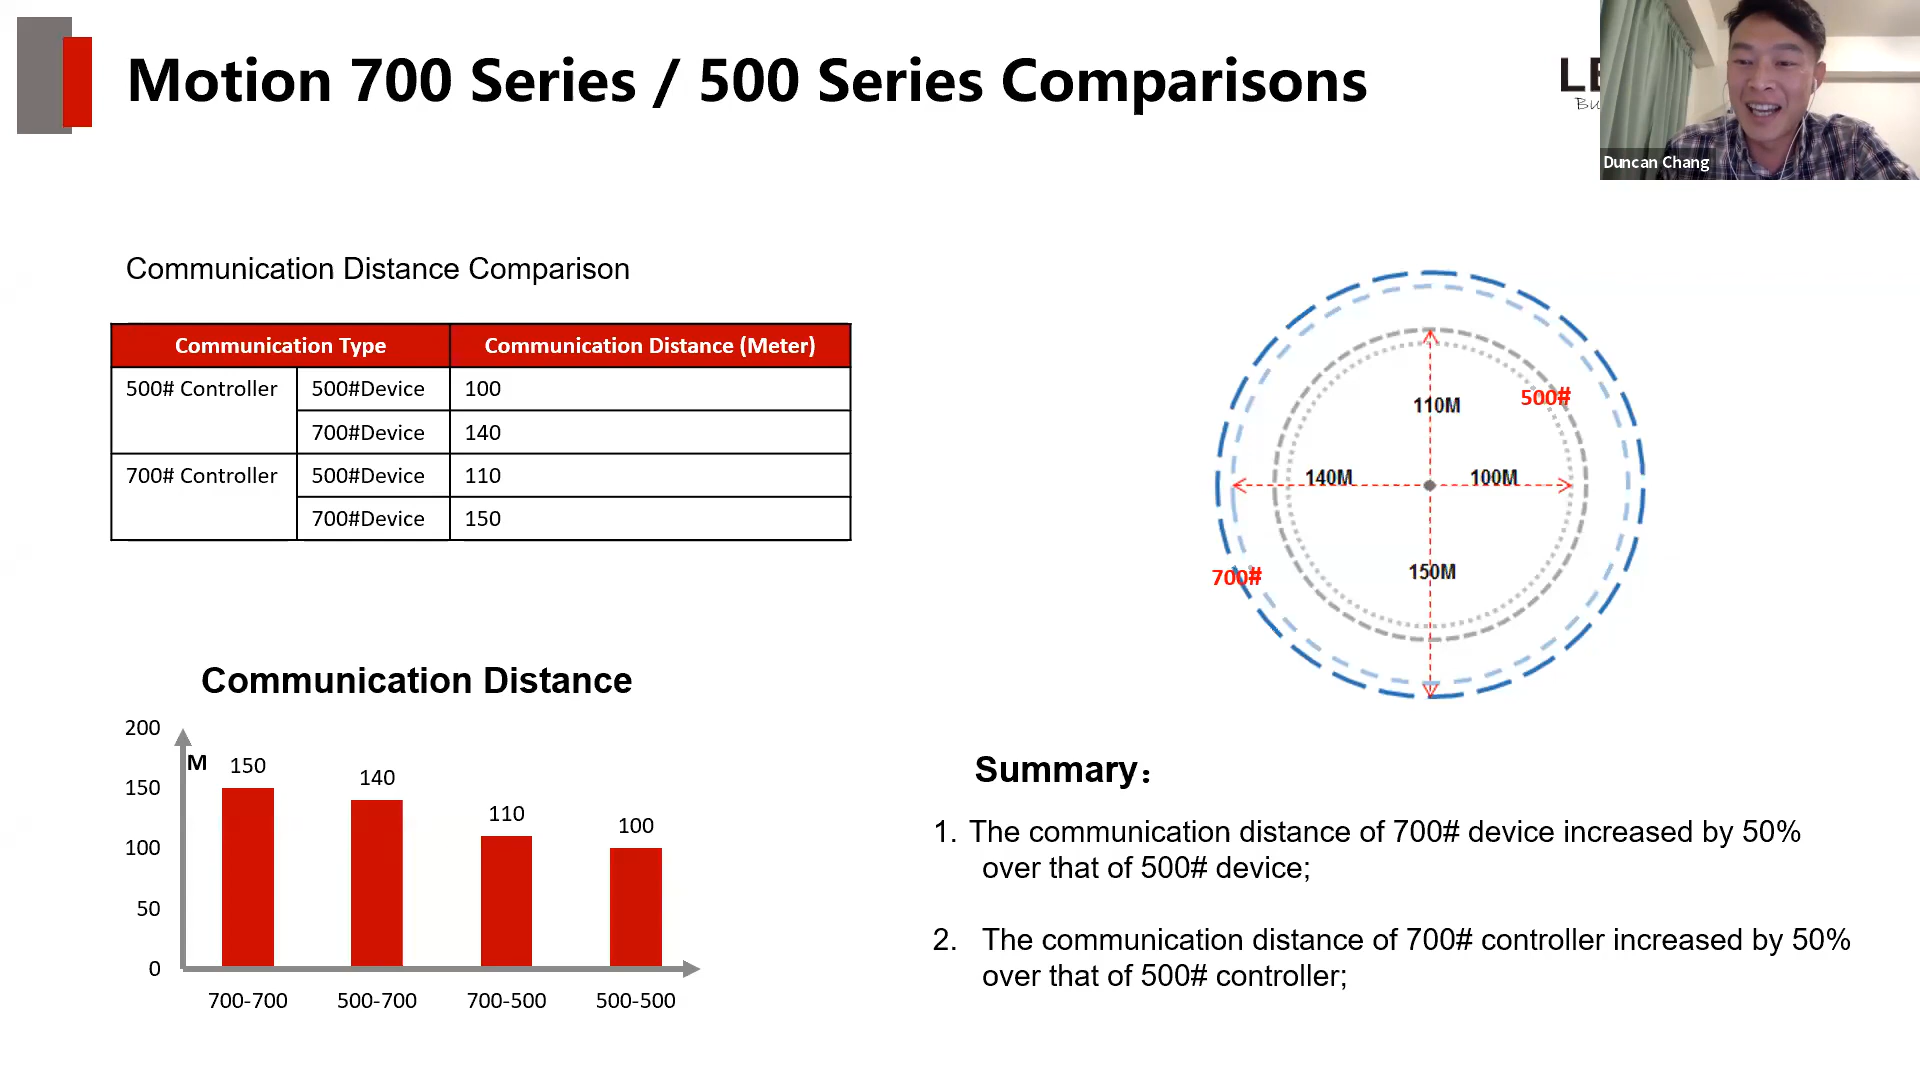 Motion 700 Series / 500 Series Comparisons
Duncan Chang
Communication Distance Comparison
Communication Type Communication Distance (Meter)
500# Controller 500#Device 100
700#Device 140
700# Controller 500#Device 110
700#Device 150
110M
500#
140M
100M
150M
700#
Communication Distance
200
M
150
100
50
0
150
140
110
100
700-700 500-700 700-500 500-500
Summary：
1. The communication distance of 700# device increased by 50%
over that of 500# device;
2. The communication distance of 700# controller increased by 50%
over that of 500# controller;